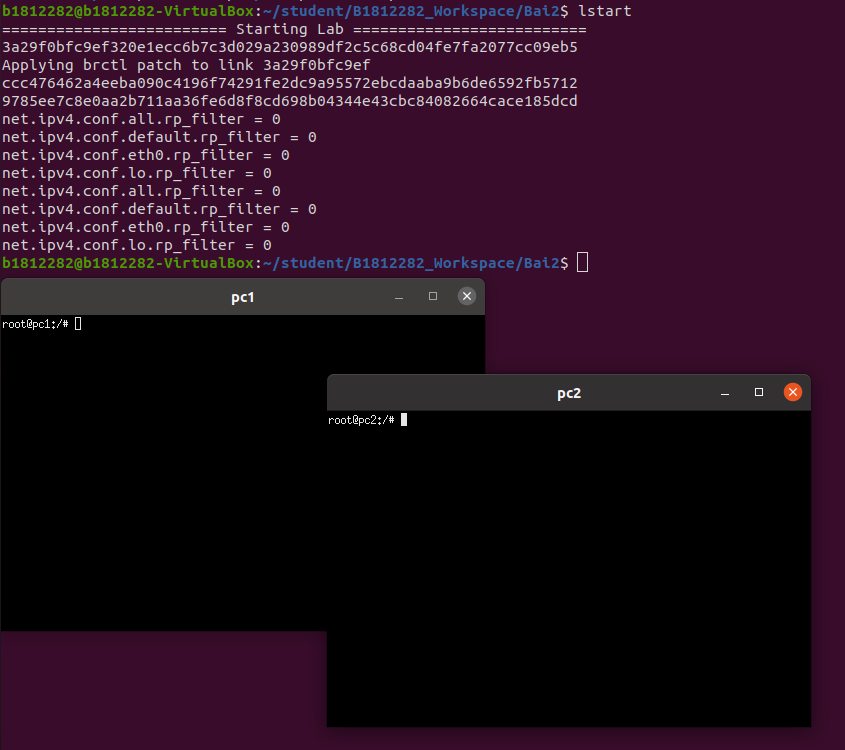 b1812282@b1812282-VirtualBox:~/student/B1812282_Workspace/Bai2$ lstart
========================= Starting Lab ==========================
3a29f0bfc9ef320e1ecc6b7c3d029a230989df2c5c68cd04fe7fa2077cc09eb5
Applying brctl patch to link 3a29f0bfc9ef
ccc476462a4eeba090c4196f74291fe2dc9a95572ebcdaaba9b6de6592fb5712
9785ee7c8e0aa2b711aa36fe6d8f8cd698b04344e43cbc84082664cace185dcd
net.ipv4.conf.all.rp_filter = 0
net.ipv4.conf.default.rp_filter = 0
net.ipv4.conf.eth0.rp_filter = 0
net.ipv4.conf.lo.rp_filter = 0
net.ipv4.conf.all.rp_filter = 0
net.ipv4.conf.default.rp_filter = 0
net.ipv4.conf.eth0.rp_filter = 0
net.ipv4.conf.lo.rp_filter = 0
b1812282@b1812282-VirtualBox:~/student/B1812282_Workspace/Bai2$
pc1
root@pc1:/#
pc2
root@pc2:/#